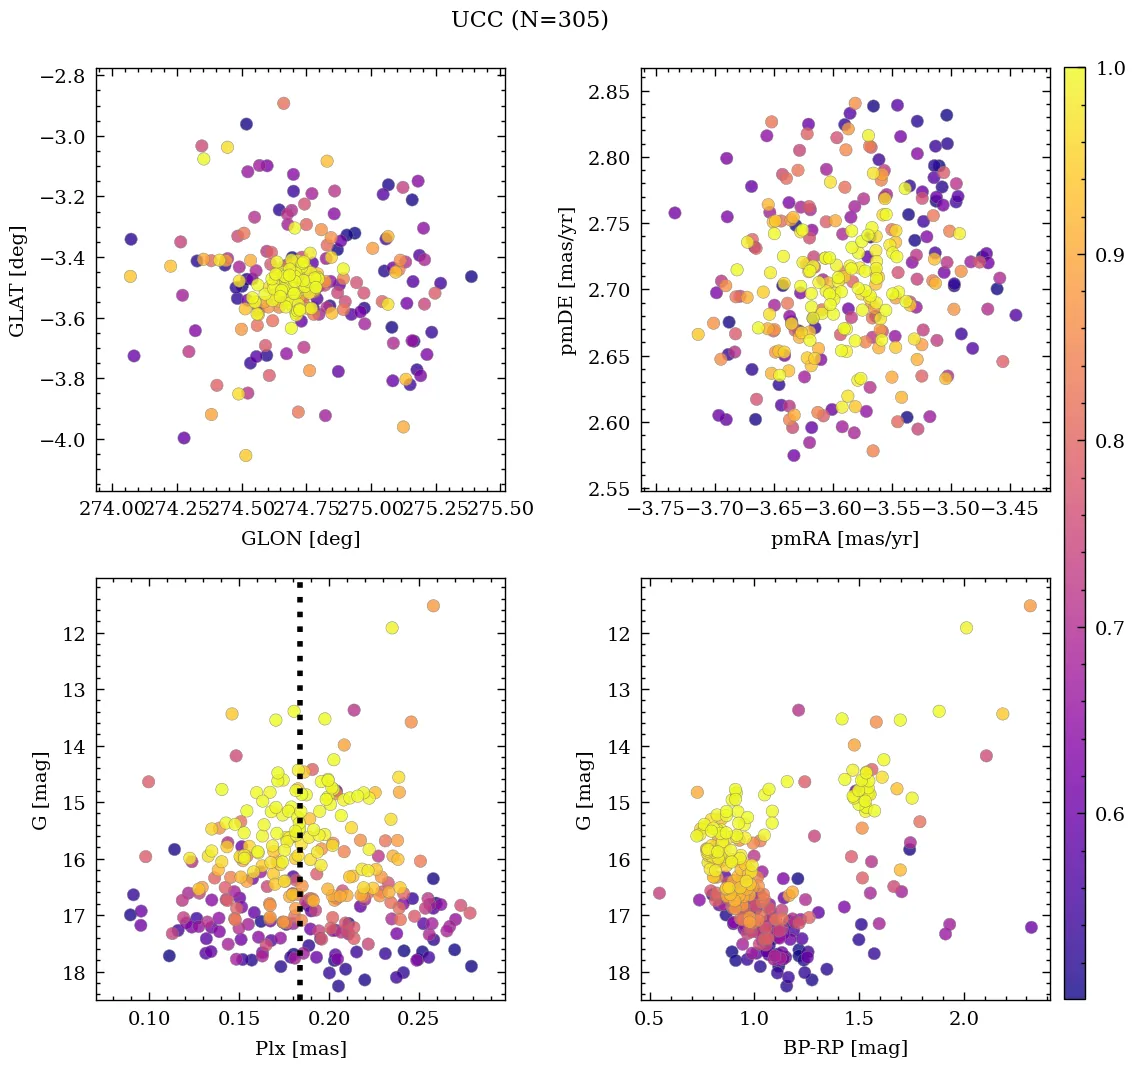 UCC (N=305)
−2.8
−3.0
−3.2
−3.4
−3.6
−3.8
−4.0
GLAT [deg]
274.00 274.25 274.50 274.75 275.00 275.25 275.50
GLON [deg]
2.85
2.80
2.75
2.70
2.65
2.60
2.55
pmDE [mas/yr]
−3.75 −3.70 −3.65 −3.60 −3.55 −3.50 −3.45
pmRA [mas/yr]
12
13
14
15
16
17
18
G [mag]
0.10 0.15 0.20 0.25
Plx [mas]
12
13
14
15
16
17
18
G [mag]
0.5 1.0 1.5 2.0
BP-RP [mag]
1.0
0.9
0.8
0.7
0.6